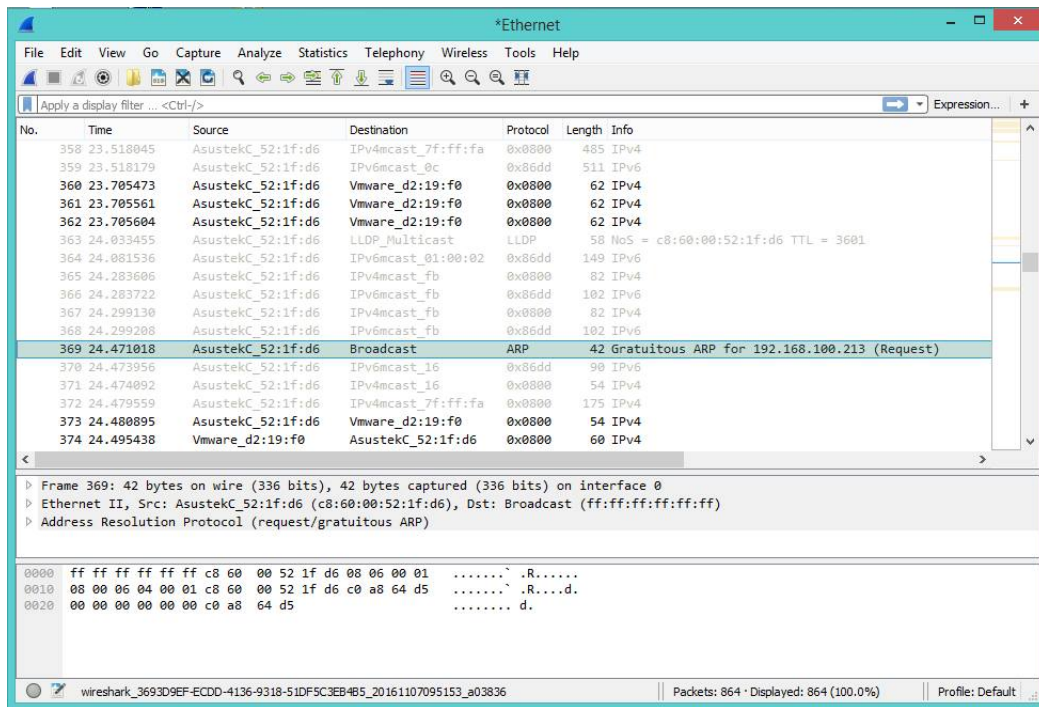 *Ethernet
File Edit View Go Capture Analyze Statistics Telephony Wireless Tools Help
Apply a display filter ... <Ctrl-/> Expression... +
No. Time Source Destination Protocol Length Info
358 23.518045 AsustekC_52:1f:d6 IPv4mcast_7f:ff:fa 0x0800 485 IPv4
359 23.518179 AsustekC_52:1f:d6 IPv6mcast_0c 0x86dd 511 IPv6
360 23.705473 AsustekC_52:1f:d6 Vmware_d2:19:f0 0x0800 62 IPv4
361 23.705561 AsustekC_52:1f:d6 Vmware_d2:19:f0 0x0800 62 IPv4
362 23.705604 AsustekC_52:1f:d6 Vmware_d2:19:f0 0x0800 62 IPv4
363 24.033455 AsustekC_52:1f:d6 LLDP_Multicast LLDP 58 NoS = c8:60:00:52:1f:d6 TTL = 3601
364 24.081536 AsustekC_52:1f:d6 IPv6mcast_01:00:02 0x86dd 149 IPv6
365 24.283606 AsustekC_52:1f:d6 IPv4mcast_fb 0x0800 82 IPv4
366 24.283722 AsustekC_52:1f:d6 IPv6mcast_fb 0x86dd 102 IPv6
367 24.299130 AsustekC_52:1f:d6 IPv4mcast_fb 0x0800 82 IPv4
368 24.299208 AsustekC_52:1f:d6 IPv6mcast_fb 0x86dd 102 IPv6
369 24.471018 AsustekC_52:1f:d6 Broadcast ARP 42 Gratuitous ARP for 192.168.100.213 (Request)
370 24.473956 AsustekC_52:1f:d6 IPv6mcast_16 0x86dd 90 IPv6
371 24.474092 AsustekC_52:1f:d6 IPv4mcast_16 0x0800 54 IPv4
372 24.479559 AsustekC_52:1f:d6 IPv4mcast_7f:ff:fa 0x0800 175 IPv4
373 24.480895 AsustekC_52:1f:d6 Vmware_d2:19:f0 0x0800 54 IPv4
374 24.495438 Vmware_d2:19:f0 AsustekC_52:1f:d6 0x0800 60 IPv4
Frame 369: 42 bytes on wire (336 bits), 42 bytes captured (336 bits) on interface 0
Ethernet II, Src: AsustekC_52:1f:d6 (c8:60:00:52:1f:d6), Dst: Broadcast (ff:ff:ff:ff:ff:ff)
Address Resolution Protocol (request/gratuitous ARP)
0000 ff ff ff ff ff ff c8 60 00 52 1f d6 08 06 00 01 .......` .R......
0010 08 00 06 04 00 01 c8 60 00 52 1f d6 c0 a8 64 d5 .......` .R....d.
0020 00 00 00 00 00 00 c0 a8 64 d5 ........ d.
wireshark_3693D9EF-ECDD-4136-9318-51DF5C3EB4B5_20161107095153_a03836 Packets: 864 · Displayed: 864 (100.0%) Profile: Default